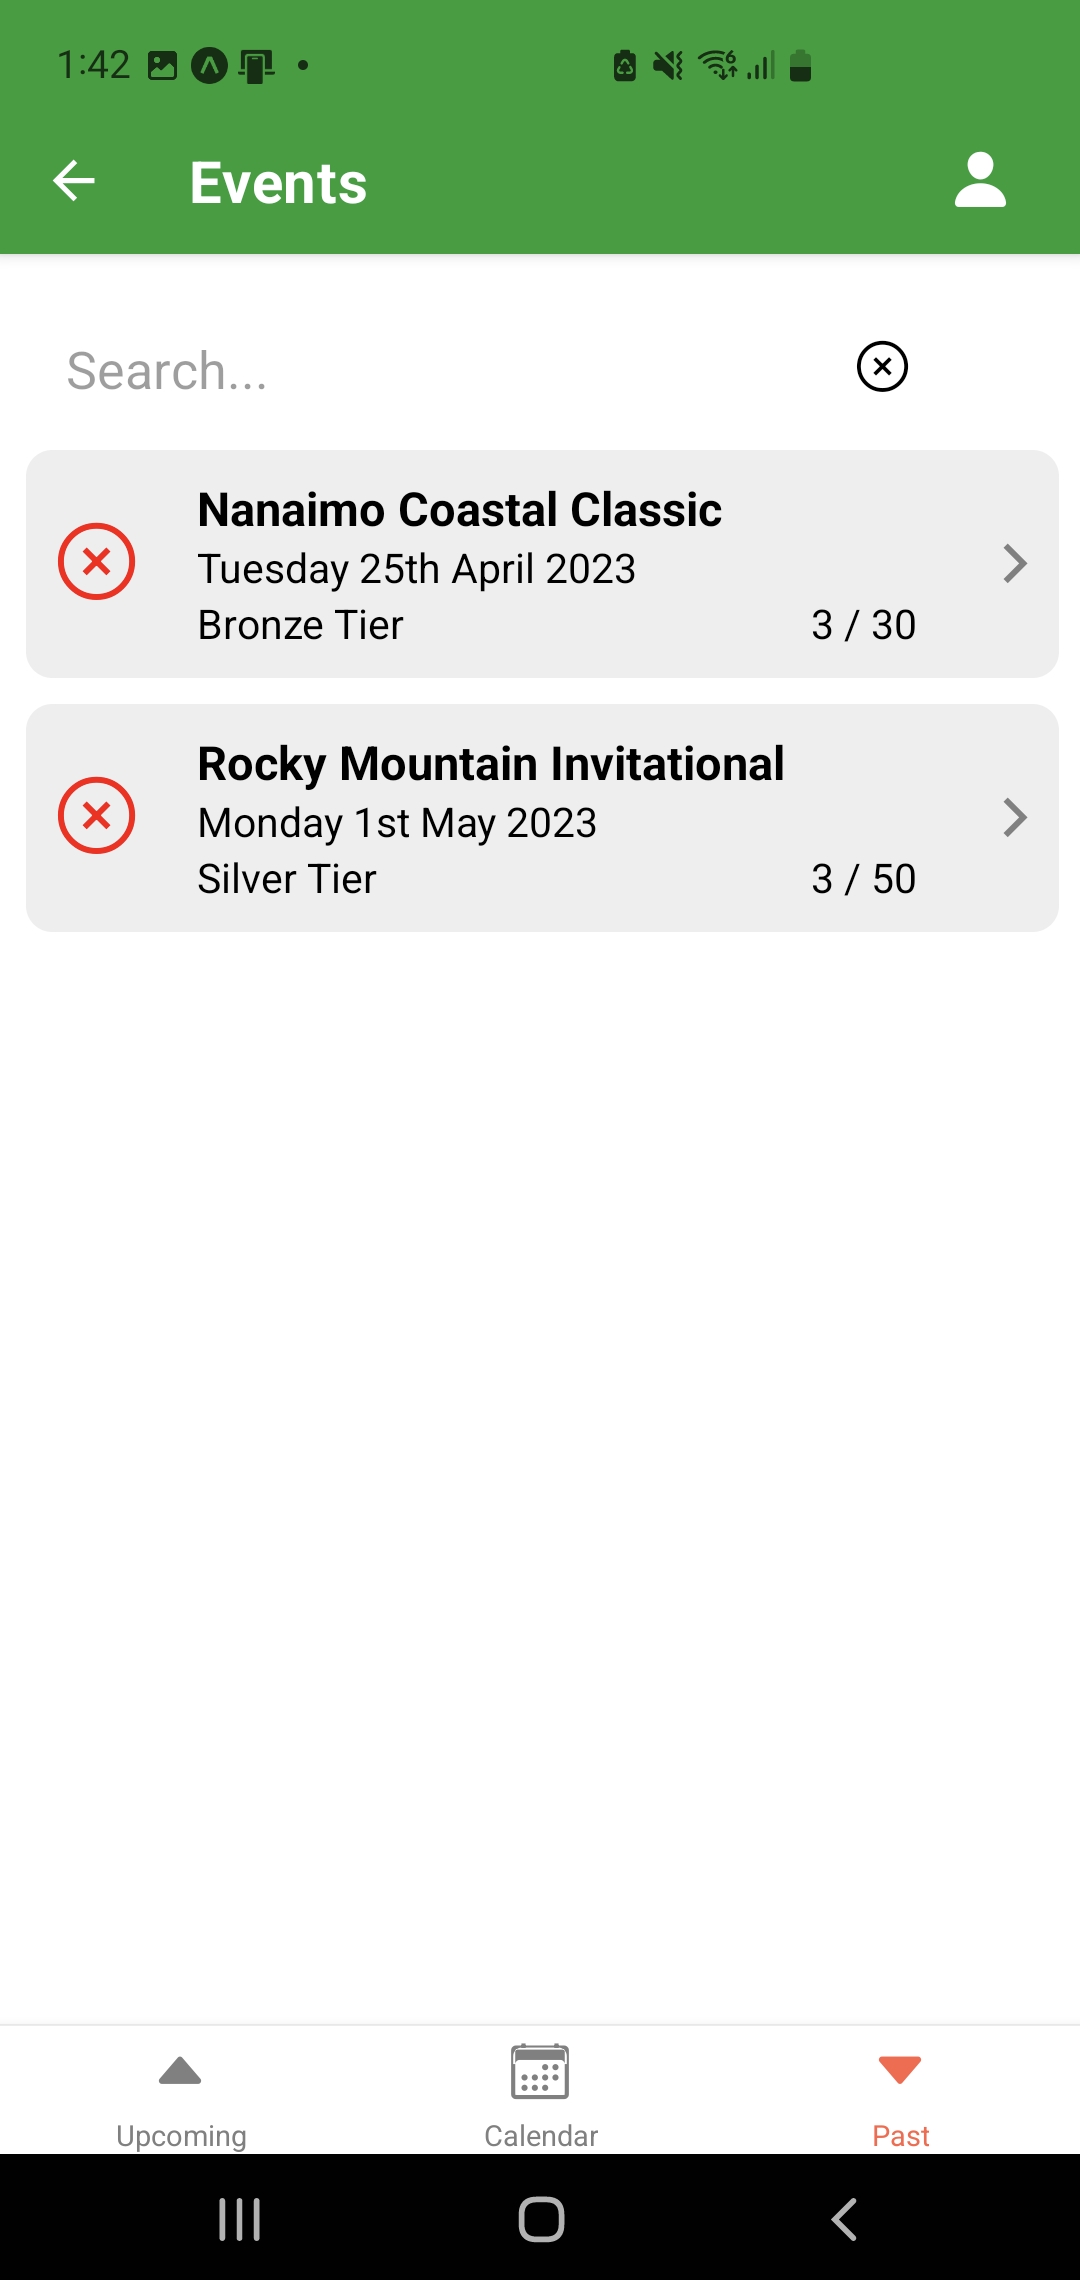 1:42
Events
Search...
Nanaimo Coastal Classic
Tuesday 25th April 2023
Bronze Tier 3 / 30
Rocky Mountain Invitational
Monday 1st May 2023
Silver Tier 3 / 50
Upcoming Calendar Past